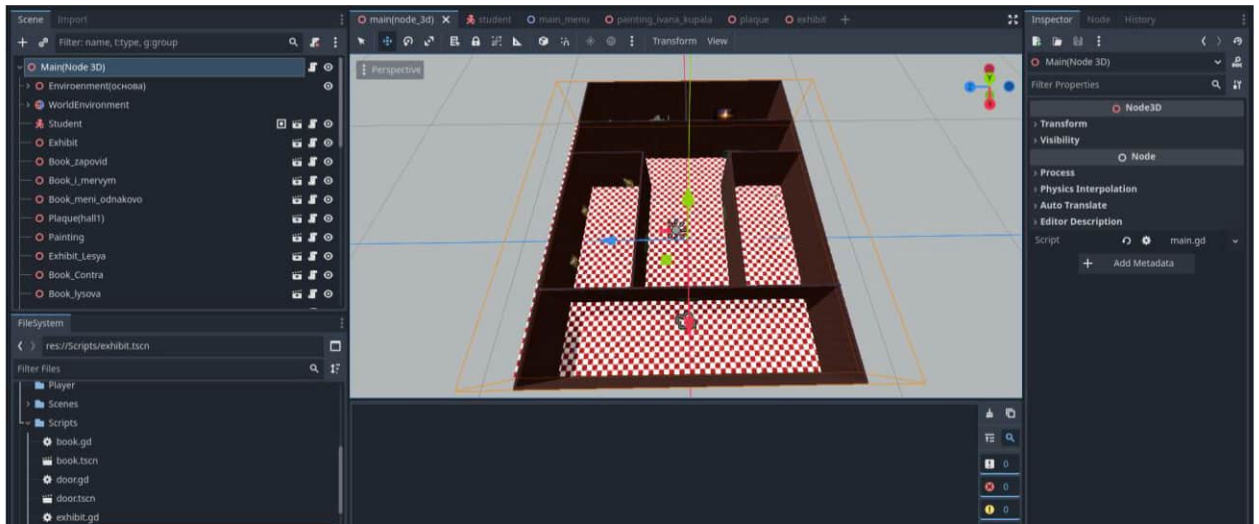 Scene Import
Filter: name, t:type, g:group
Main(Node 3D)
Enviroenment(основа)
WorldEnvironment
Student
Exhibit
Book_zapovid
Book_i_mervym
Book_meni_odnakovo
Plaque(hall1)
Painting
Exhibit_Lesya
Book_Contra
Book_lysova
FileSystem
res://Scripts/exhibit.tscn
Filter Files
Player
Scenes
Scripts
book.gd
book.tscn
door.gd
door.tscn
exhibit.gd
main(node_3d) student main_menu painting_ivana_kupala plaque exhibit
Transform View
Perspective
Y
Z
0
0
0
Inspector Node History
Main(Node 3D)
Filter Properties
Node3D
Transform
Visibility
Node
Process
Physics Interpolation
Auto Translate
Editor Description
Script main.gd
Add Metadata